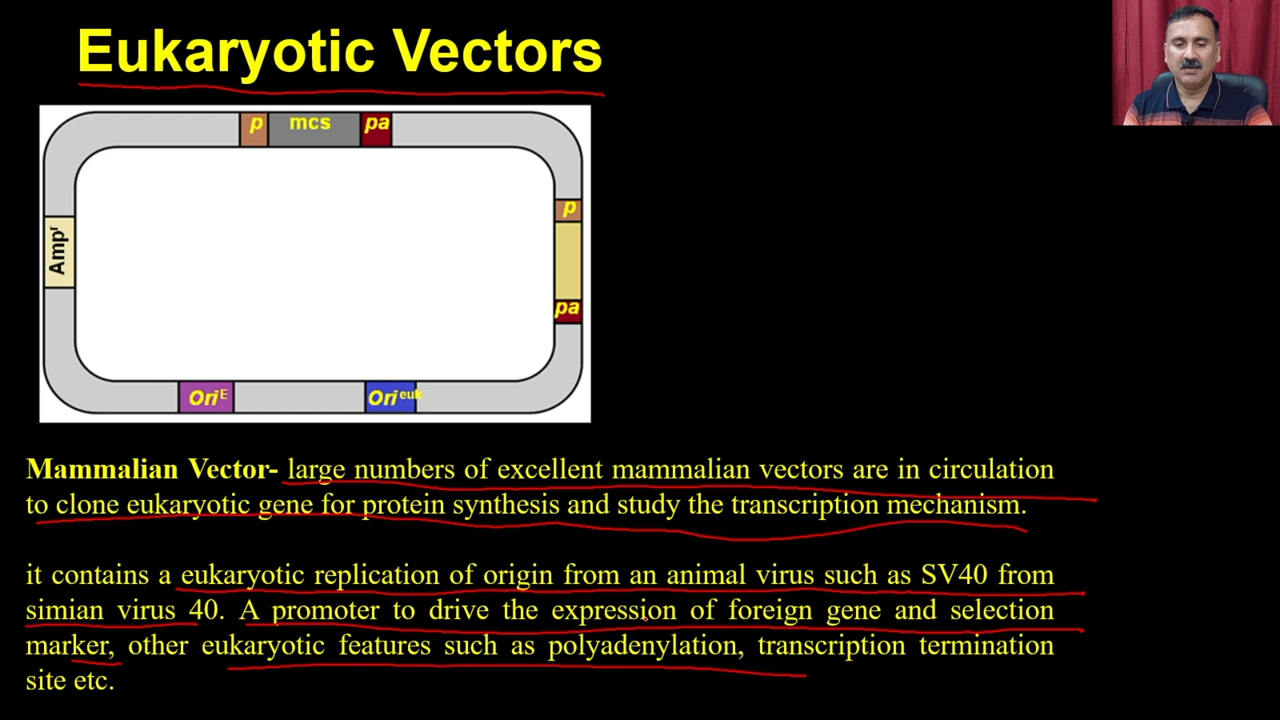 Eukaryotic Vectors
p mcs pa
p
Ampʳ
pa
Oriᴱ Oriᵉᵘᵏ
Mammalian Vector- large numbers of excellent mammalian vectors are in circulation
to clone eukaryotic gene for protein synthesis and study the transcription mechanism.
it contains a eukaryotic replication of origin from an animal virus such as SV40 from
simian virus 40. A promoter to drive the expression of foreign gene and selection
marker, other eukaryotic features such as polyadenylation, transcription termination
site etc.